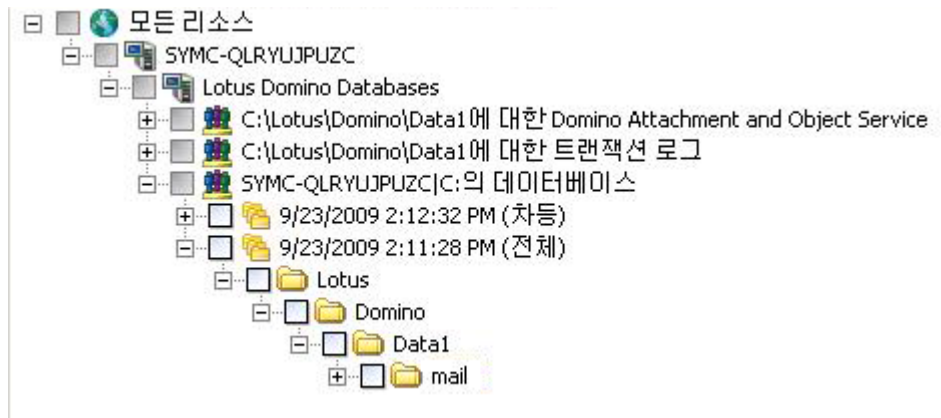 모든 리소스
SYMC-QLRYUJPUZC
Lotus Domino Databases
C:\Lotus\Domino\Data1에 대한 Domino Attachment and Object Service
C:\Lotus\Domino\Data1에 대한 트랜잭션 로그
SYMC-QLRYUJPUZC|C:의 데이터베이스
9/23/2009 2:12:32 PM (차등)
9/23/2009 2:11:28 PM (전체)
Lotus
Domino
Data1
mail